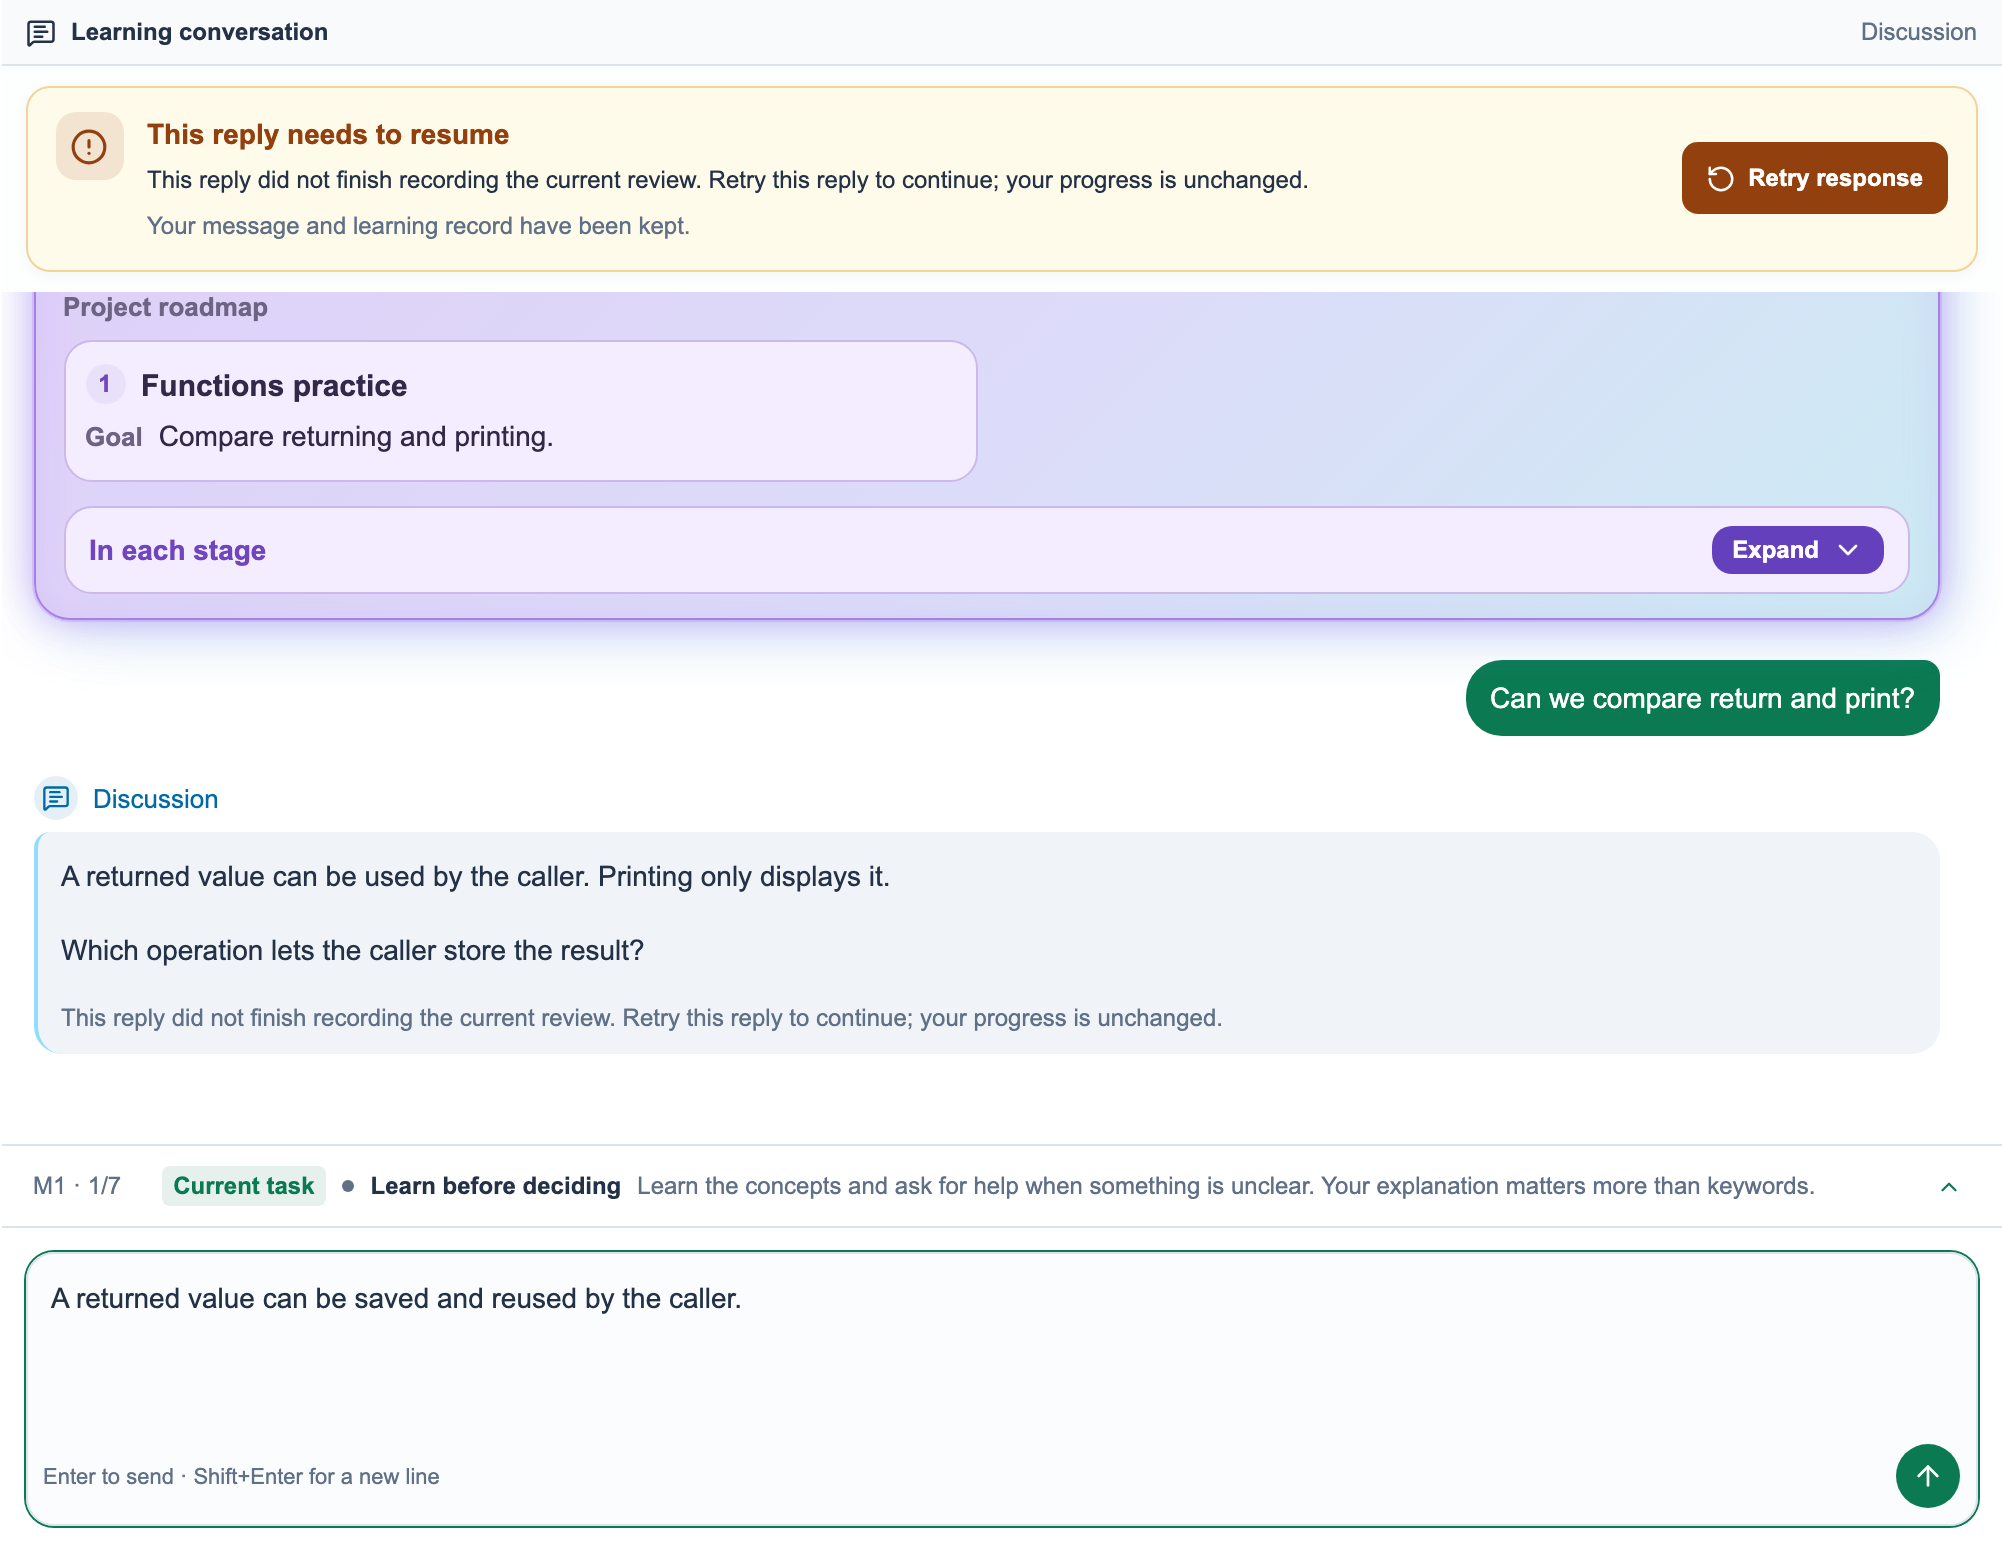 Learning conversation
Discussion
This reply needs to resume
This reply did not finish recording the current review. Retry this reply to continue; your progress is unchanged.
Your message and learning record have been kept.
Retry response
Project roadmap
1 Functions practice
Goal Compare returning and printing.
In each stage
Expand
Can we compare return and print?
Discussion
A returned value can be used by the caller. Printing only displays it.
Which operation lets the caller store the result?
This reply did not finish recording the current review. Retry this reply to continue; your progress is unchanged.
M1 · 1/7 Current task • Learn before deciding Learn the concepts and ask for help when something is unclear. Your explanation matters more than keywords.
A returned value can be saved and reused by the caller.
Enter to send · Shift+Enter for a new line